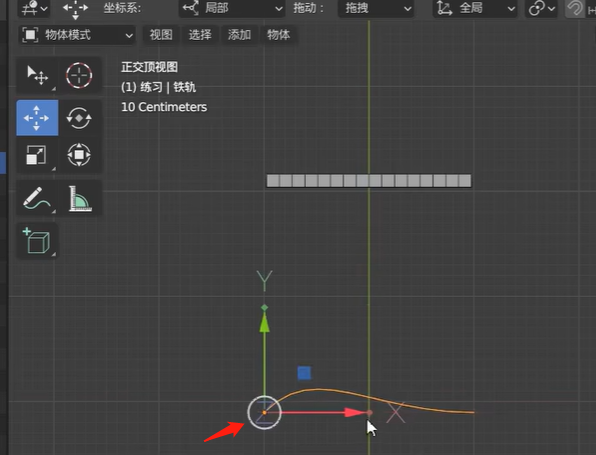 坐标系: 局部 拖动: 拖拽 全局
物体模式 视图 选择 添加 物体
正交顶视图
(1) 练习 | 铁轨
10 Centimeters
Y
Z X